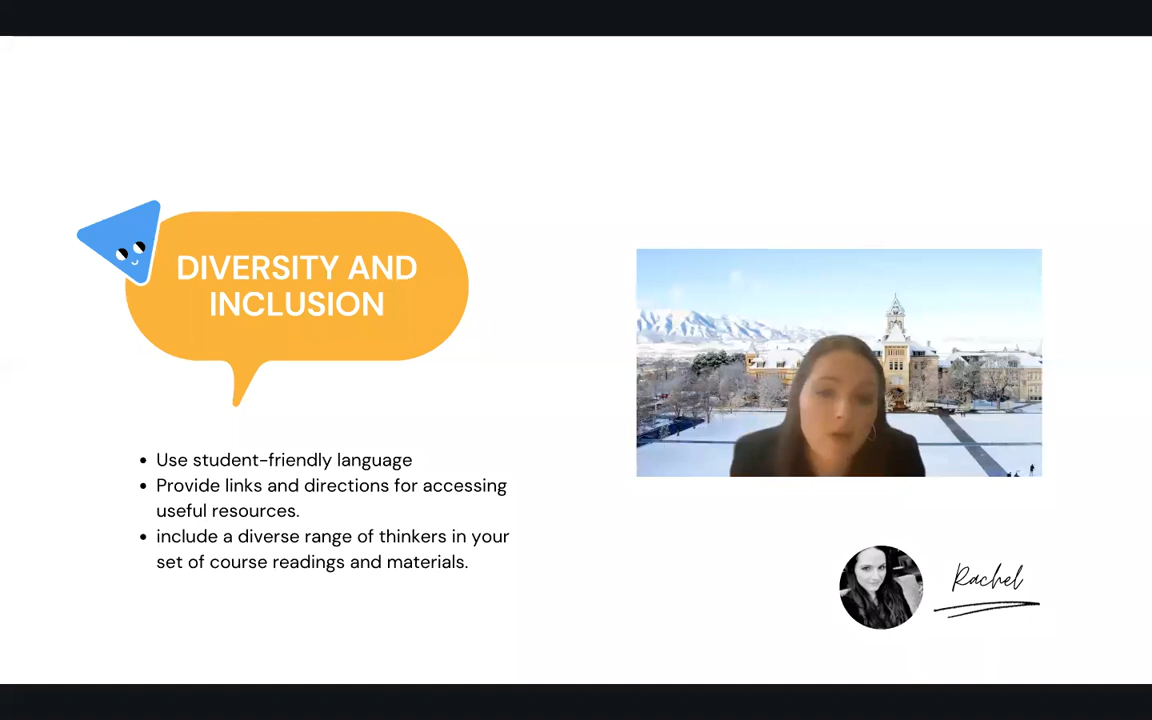 DIVERSITY AND
INCLUSION
• Use student-friendly language
• Provide links and directions for accessing
useful resources.
• include a diverse range of thinkers in your
set of course readings and materials.
Rachel